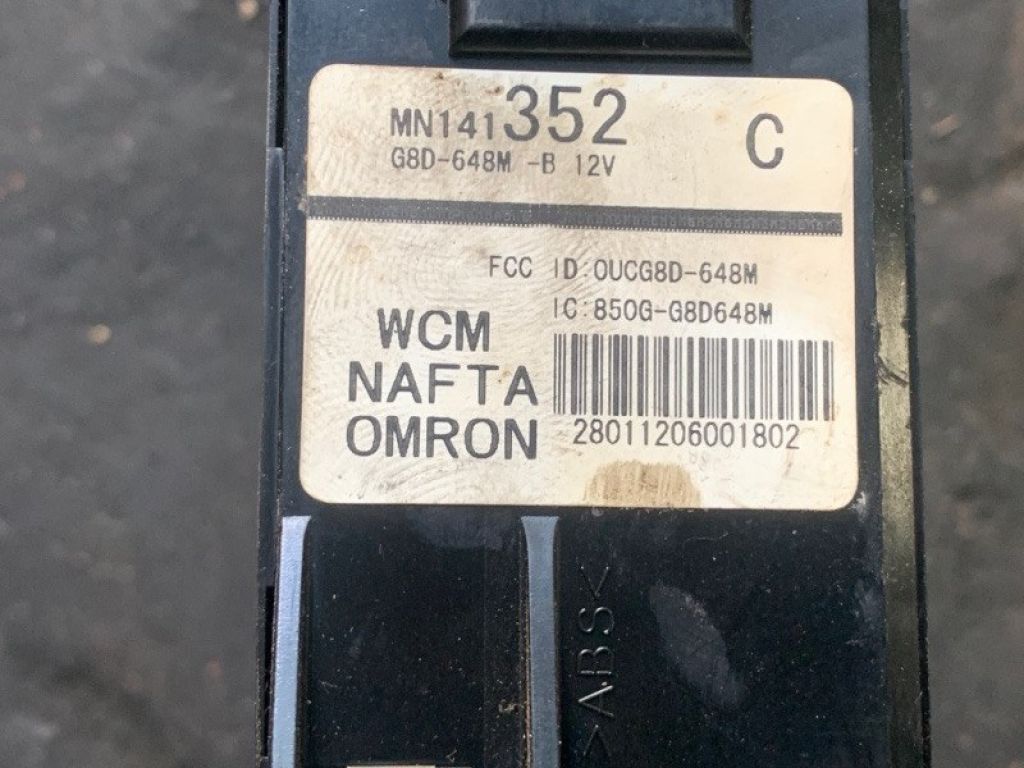 MN141352 C
G8D-648M -B 12V
FCC ID:OUCG8D-648M
IC:850G-G8D648M
WCM
NAFTA
OMRON
28011206001802
>ABS<